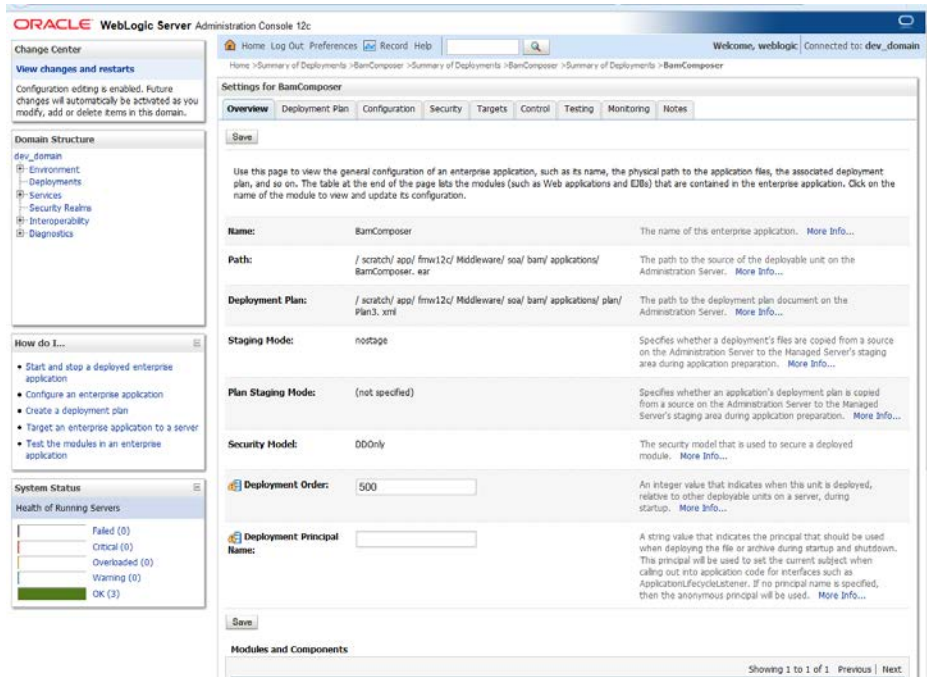 ORACLE WebLogic Server Administration Console 12c
Change Center
View changes and restarts
Configuration editing is enabled. Future
changes will automatically be activated as you
modify, add or delete items in this domain.
Domain Structure
dev_domain
Environment
Deployments
Services
Security Realms
Interoperability
Diagnostics
How do I...
Start and stop a deployed enterprise
application
Configure an enterprise application
Create a deployment plan
Target an enterprise application to a server
Test the modules in an enterprise
application
System Status
Health of Running Servers
Failed (0)
Critical (0)
Overloaded (0)
Warning (0)
OK (3)
Home Log Out Preferences Record Help
Welcome, weblogic Connected to: dev_domain
Home >Summary of Deployments >BamComposer >Summary of Deployments >BamComposer >Summary of Deployments >BamComposer
Settings for BamComposer
Overview Deployment Plan Configuration Security Targets Control Testing Monitoring Notes
Save
Use this page to view the general configuration of an enterprise application, such as its name, the physical path to the application files, the associated deployment
plan, and so on. The table at the end of the page lists the modules (such as Web applications and EJBs) that are contained in the enterprise application. Click on the
name of the module to view and update its configuration.
Name: BamComposer The name of this enterprise application. More Info...
Path: / scratch/ app/ fmw12c/ Middleware/ soa/ bam/ applications/ The path to the source of the deployable unit on the
BamComposer. ear Administration Server. More Info...
Deployment Plan: / scratch/ app/ fmw12c/ Middleware/ soa/ bam/ applications/ plan/ The path to the deployment plan document on the
Plan3. xml Administration Server. More Info...
Staging Mode: nostage Specifies whether a deployment's files are copied from a source
on the Administration Server to the Managed Server's staging
area during application preparation. More Info...
Plan Staging Mode: (not specified) Specifies whether an application's deployment plan is copied
from a source on the Administration Server to the Managed
Server's staging area during application preparation. More Info...
Security Model: DDOnly The security model that is used to secure a deployed
module. More Info...
Deployment Order: 500 An integer value that indicates when this unit is deployed,
relative to other deployable units on a server, during
startup. More Info...
Deployment Principal A string value that indicates the principal that should be used
Name: when deploying the file or archive during startup and shutdown.
This principal will be used to set the current subject when
calling out into application code for interfaces such as
ApplicationLifecycleListener. If no principal name is specified,
then the anonymous principal will be used. More Info...
Save
Modules and Components
Showing 1 to 1 of 1 Previous | Next